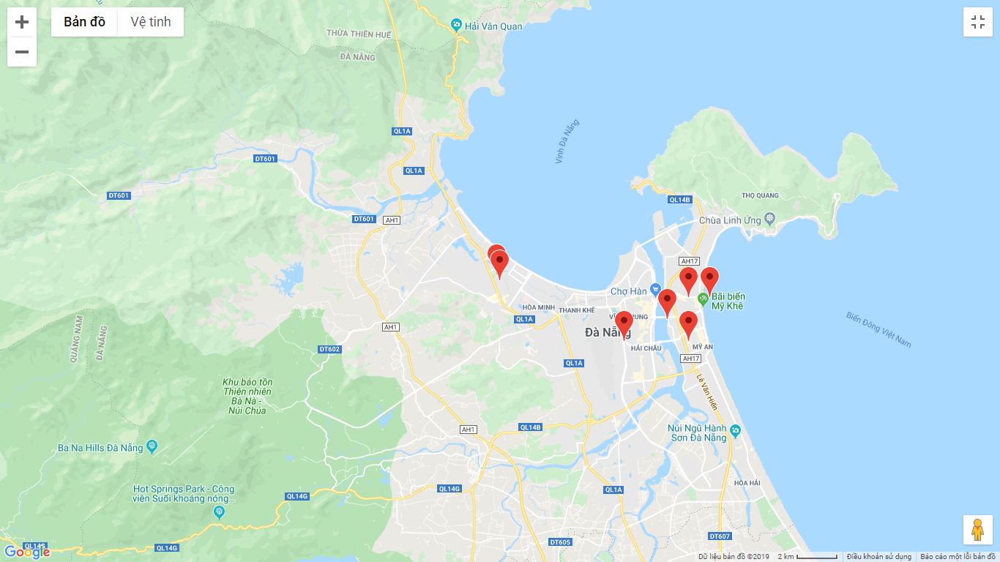 Bản đồ
Vệ tinh
Hải Vân Quan
THỪA THIÊN HUẾ
ĐÀ NẴNG
QL1A
Vịnh Đà Nẵng
DT601
QL1A
DT601
THỌ QUANG
QL14B
DT601
AH1
Chùa Linh Ứng
AH17
Chợ Hàn
Bãi biển
Mỹ Khê
HÒA MINH
THANH KHÊ
QL1A
Biển Đông Việt Nam
AH1
Đà Nẵng
QUẢNG NAM
ĐÀ NẴNG
DT602
HẢI CHÂU
MỸ AN
AH17
QL1A
Khu bảo tồn
Thiên nhiên
Bà Nà -
Núi Chúa
Lê Văn Hiến
AH1
QL14B
Núi Ngũ Hành
Sơn Đà Nẵng
Ba Na Hills Đà Nẵng
HÒA HẢI
Hot Springs Park - Công
viên Suối khoáng nóng...
QL14G
QL1A
QL14G
DT607
DT605
QL14G
QL14G
Google
Dữ liệu bản đồ ©2019
2 km
Điều khoản sử dụng
Báo cáo một lỗi bản đồ